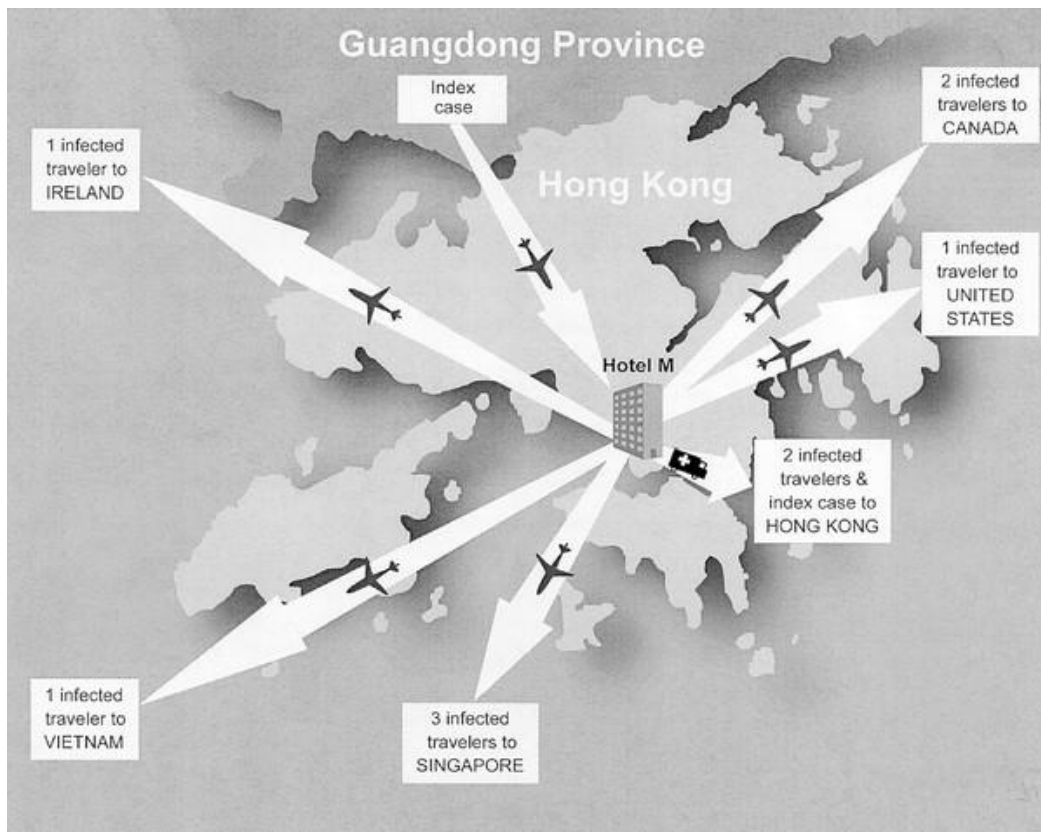 Guangdong Province
Index
case
2 infected
travelers to
CANADA
1 infected
traveler to
IRELAND
Hong Kong
1 infected
traveler to
UNITED
STATES
Hotel M
2 infected
travelers &
index case to
HONG KONG
1 infected
traveler to
VIETNAM
3 infected
travelers to
SINGAPORE